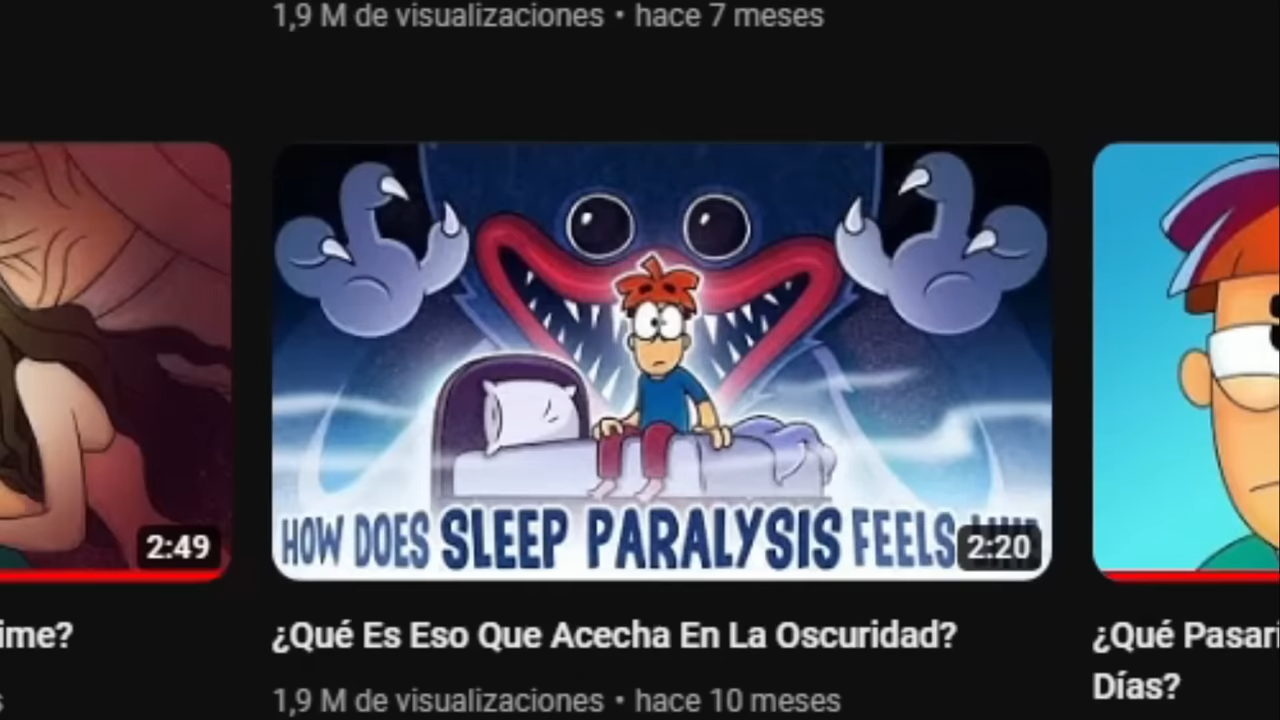 1,9 M de visualizaciones • hace 7 meses
2:49
HOW DOES SLEEP PARALYSIS FEELS
2:20
ime?
¿Qué Es Eso Que Acecha En La Oscuridad?
¿Qué Pasarí
Días?
s
1,9 M de visualizaciones • hace 10 meses